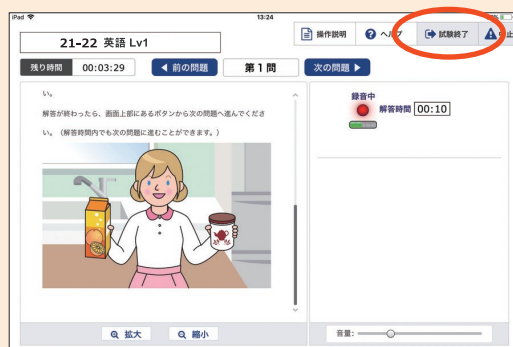 iPad 13:24
21-22 英語 Lv1
操作説明 ヘルプ 試験終了 中止
残り時間 00:03:29 前の問題 第1問 次の問題
い。
解答が終わったら、画面上部にあるボタンから次の問題へ進んでくださ
い。（解答時間内でも次の問題に進むことができます。）
録音中
解答時間 00:10
拡大 縮小
音量: